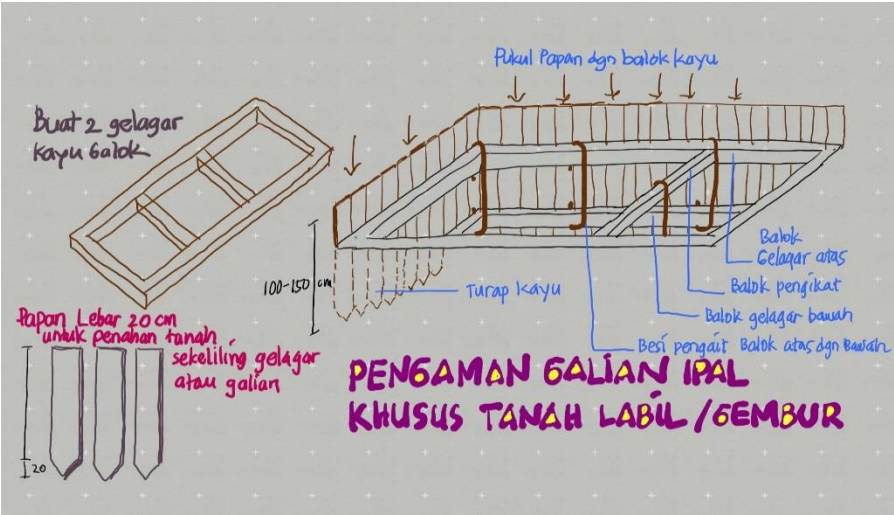 Pukul Papan dgn balok kayu
Buat 2 gelagar
kayu balok
Balok
Gelagar atas
100-150 cm
Turap Kayu
Balok pengikat
Balok gelagar bawah
Besi pengait Balok atas dgn Bawah
Papan Lebar 20 cm
untuk penahan tanah
sekeliling gelagar
atau galian
20
PENGAMAN GALIAN IPAL
KHUSUS TANAH LABIL/GEMBUR